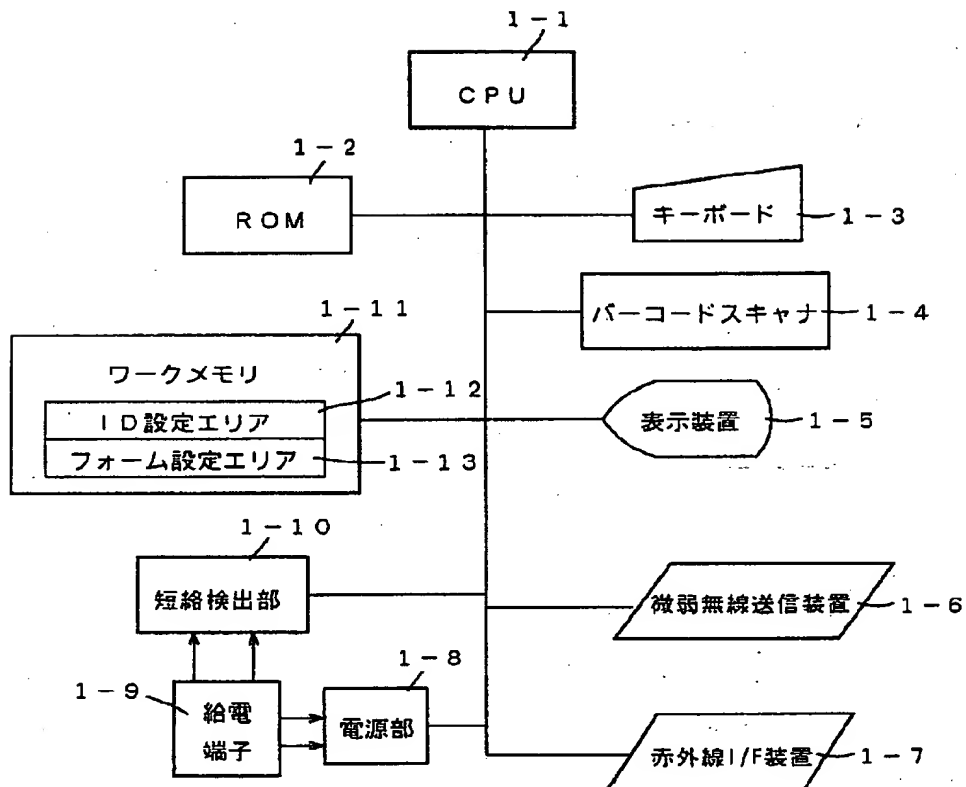 1-1
CPU
1-2
ROM
キーボード
1-3
バーコードスキャナ
1-4
1-11
ワークメモリ
1-12
ID設定エリア
フォーム設定エリア
1-13
表示装置
1-5
1-10
短絡検出部
微弱無線送信装置
1-6
1-9
給電
端子
1-8
電源部
赤外線I/F装置
1-7